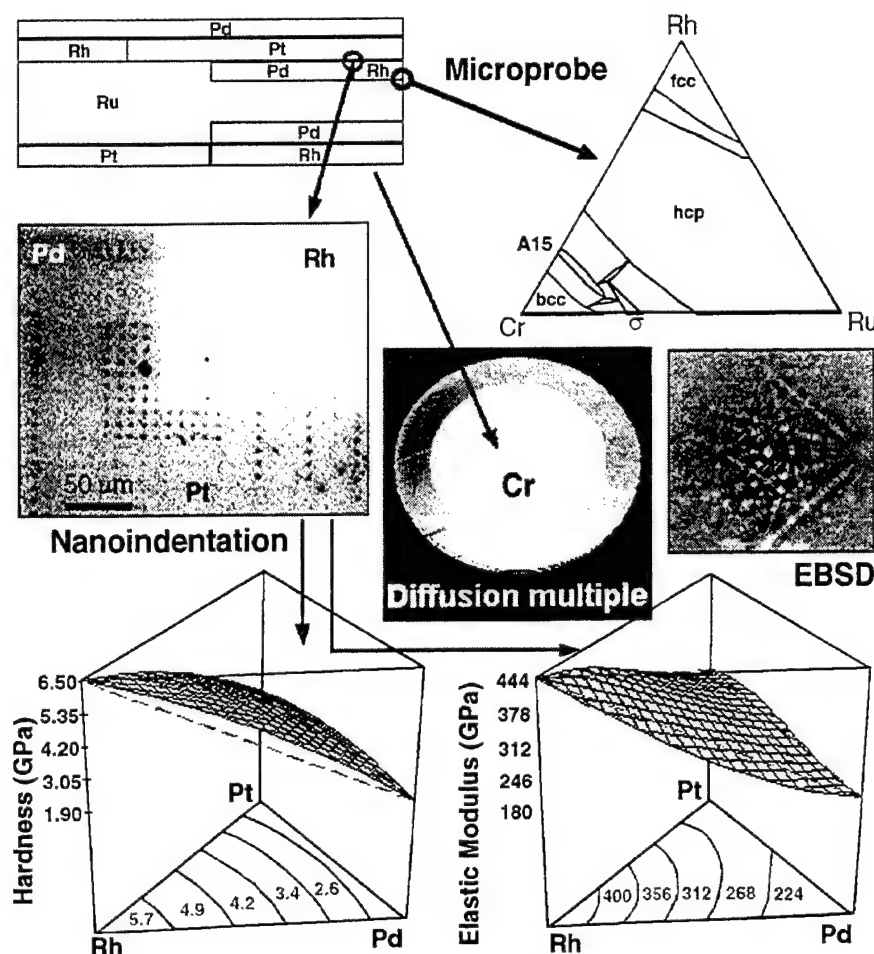 Pd
Rh Pt
Pd Rh
Ru
Pd
Pt Rh
Microprobe
Rh
fcc
hcp
A15
bcc
Cr σ Ru
Pd Rh
50 µm Pt
Nanoindentation
Cr
Diffusion multiple
EBSD
Hardness (GPa)
6.50
5.35
4.20
3.05
1.90
Pt
5.7 4.9 4.2 3.4 2.6
Rh Pd
Elastic Modulus (GPa)
444
378
312
246
180
Pt
400 356 312 268 224
Rh Pd